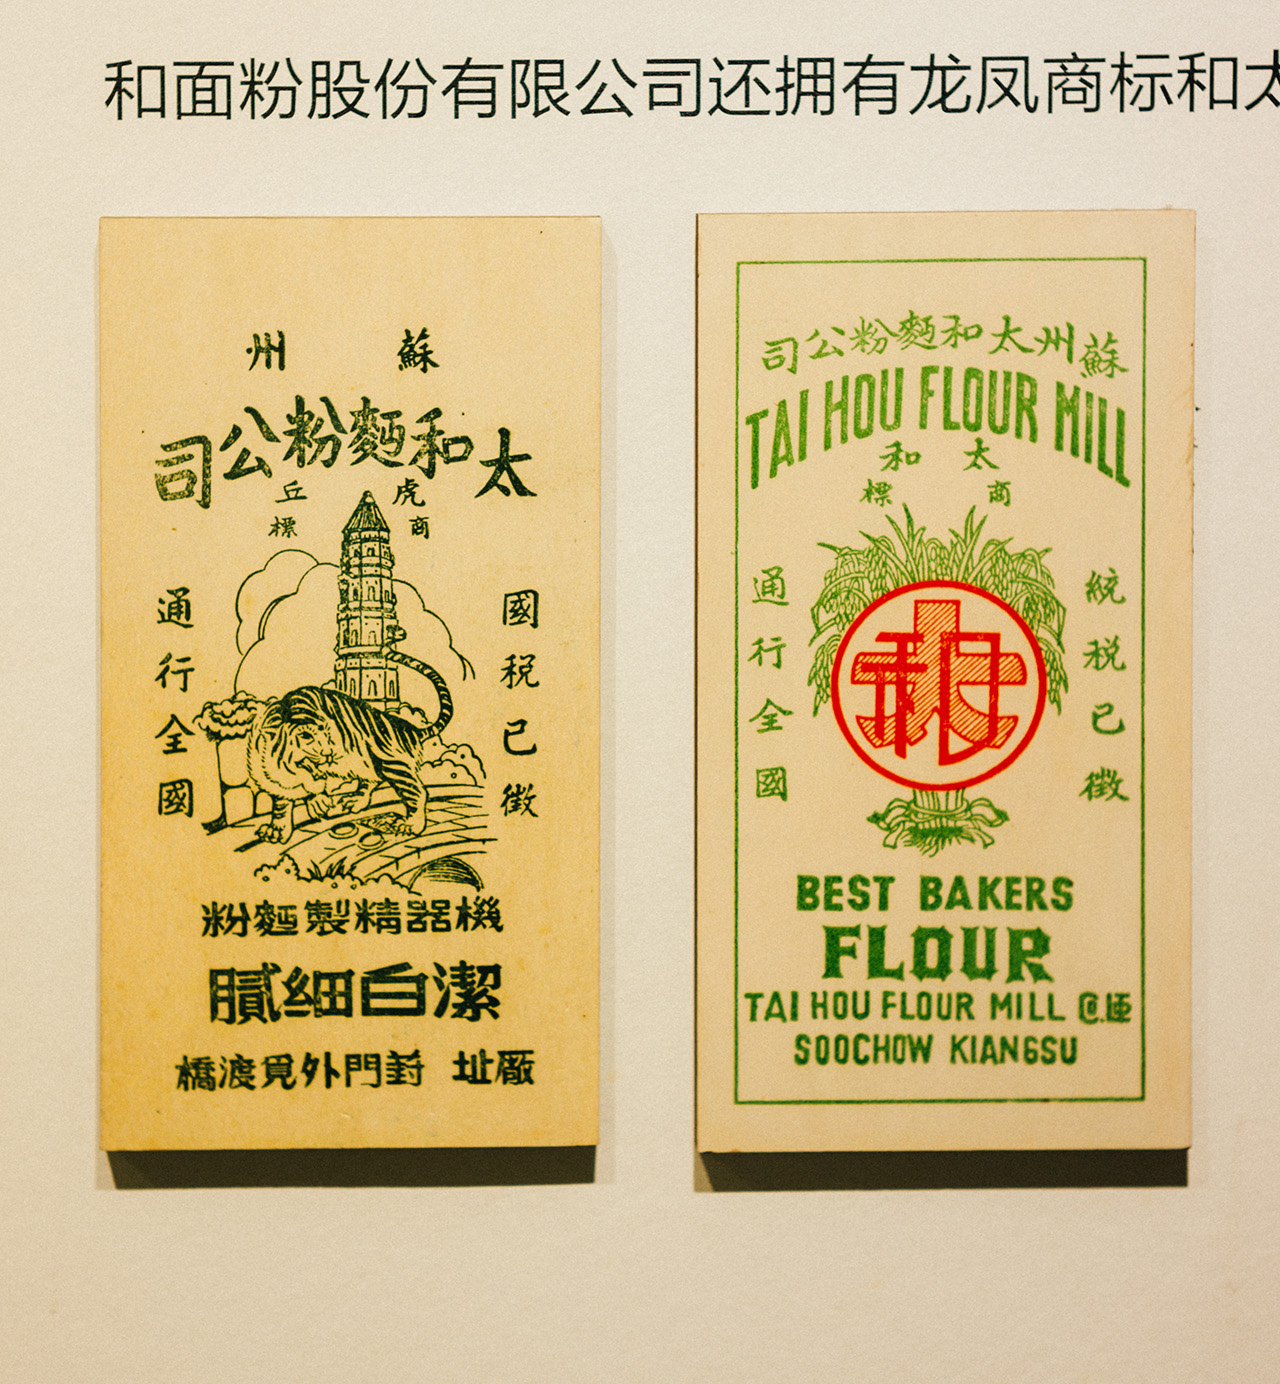 和面粉股份有限公司还拥有龙凤商标和太
蘇州
太和麵粉公司
虎丘
商標
國稅已徵
通行全國
機器精製麵粉
潔白細膩
廠址 葑門外覓渡橋
蘇州太和麵粉公司
TAI HOU FLOUR MILL
太和
商標
統稅已徵
通行全國
太和
BEST BAKERS
FLOUR
TAI HOU FLOUR MILL
SOOCHOW KIANGSU